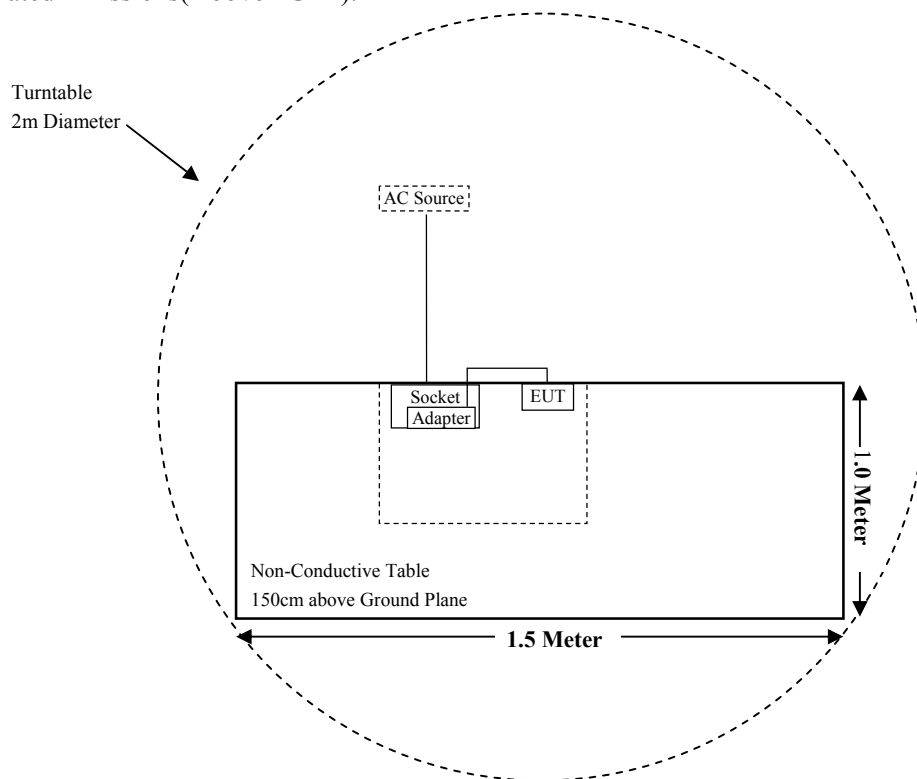 Turntable
2m Diameter
AC Source
Socket
EUT
Adapter
1.0 Meter
Non-Conductive Table
150cm above Ground Plane
1.5 Meter